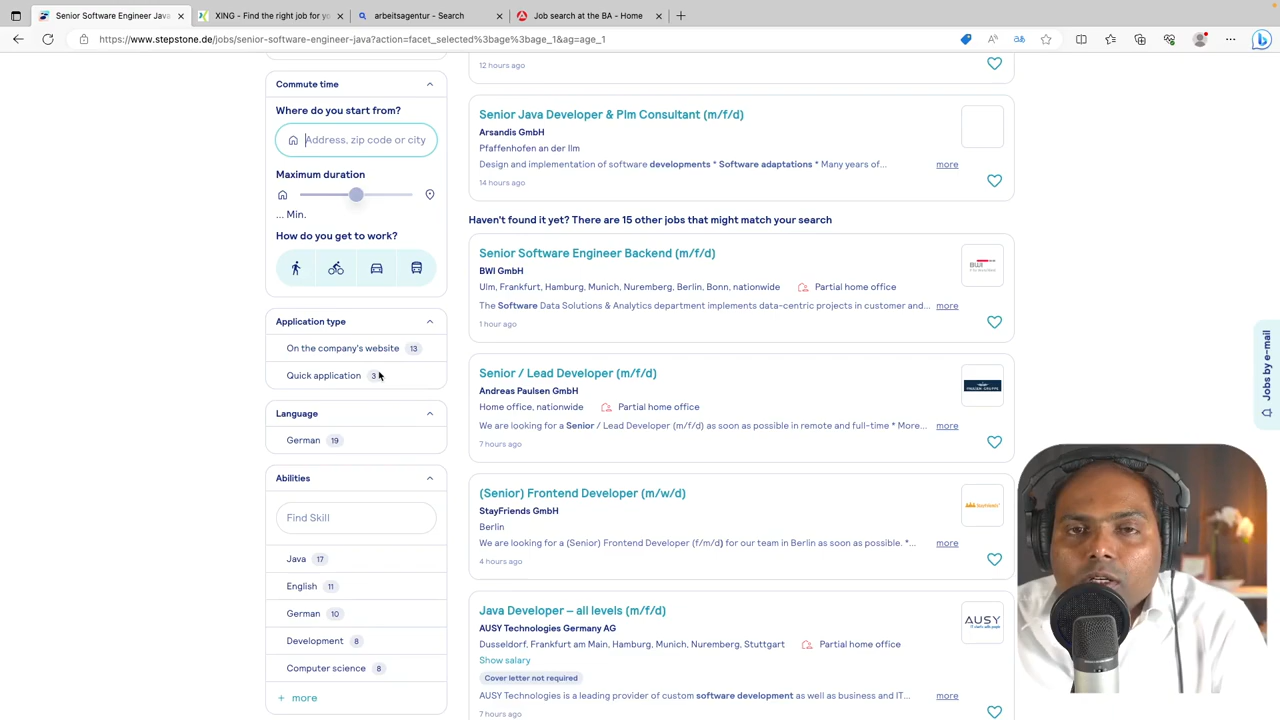 Senior Software Engineer Java
XING - Find the right job for yo
arbeitsagentur - Search
Job search at the BA - Home
https://www.stepstone.de/jobs/senior-software-engineer-java?action=facet_selected%3bage%3bage_1&ag=age_1
Commute time
Where do you start from?
Address, zip code or city
Maximum duration
... Min.
How do you get to work?
Application type
On the company's website 13
Quick application 3
Language
German 19
Abilities
Find Skill
Java 17
English 11
German 10
Development 8
Computer science 8
+ more
12 hours ago
Senior Java Developer & Plm Consultant (m/f/d)
Arsandis GmbH
Pfaffenhofen an der Ilm
Design and implementation of software developments * Software adaptations * Many years of... more
14 hours ago
Haven't found it yet? There are 15 other jobs that might match your search
Senior Software Engineer Backend (m/f/d)
BWI GmbH
BWI
Ulm, Frankfurt, Hamburg, Munich, Nuremberg, Berlin, Bonn, nationwide Partial home office
The Software Data Solutions & Analytics department implements data-centric projects in customer and... more
1 hour ago
Senior / Lead Developer (m/f/d)
Andreas Paulsen GmbH
Home office, nationwide Partial home office
We are looking for a Senior / Lead Developer (m/f/d) as soon as possible in remote and full-time * More... more
7 hours ago
(Senior) Frontend Developer (m/w/d)
StayFriends GmbH
Berlin
We are looking for a (Senior) Frontend Developer (f/m/d) for our team in Berlin as soon as possible. *... more
4 hours ago
Java Developer – all levels (m/f/d)
AUSY Technologies Germany AG
AUSY
Dusseldorf, Frankfurt am Main, Hamburg, Munich, Nuremberg, Stuttgart Partial home office
Show salary
Cover letter not required
AUSY Technologies is a leading provider of custom software development as well as business and IT... more
7 hours ago
Jobs by e-mail